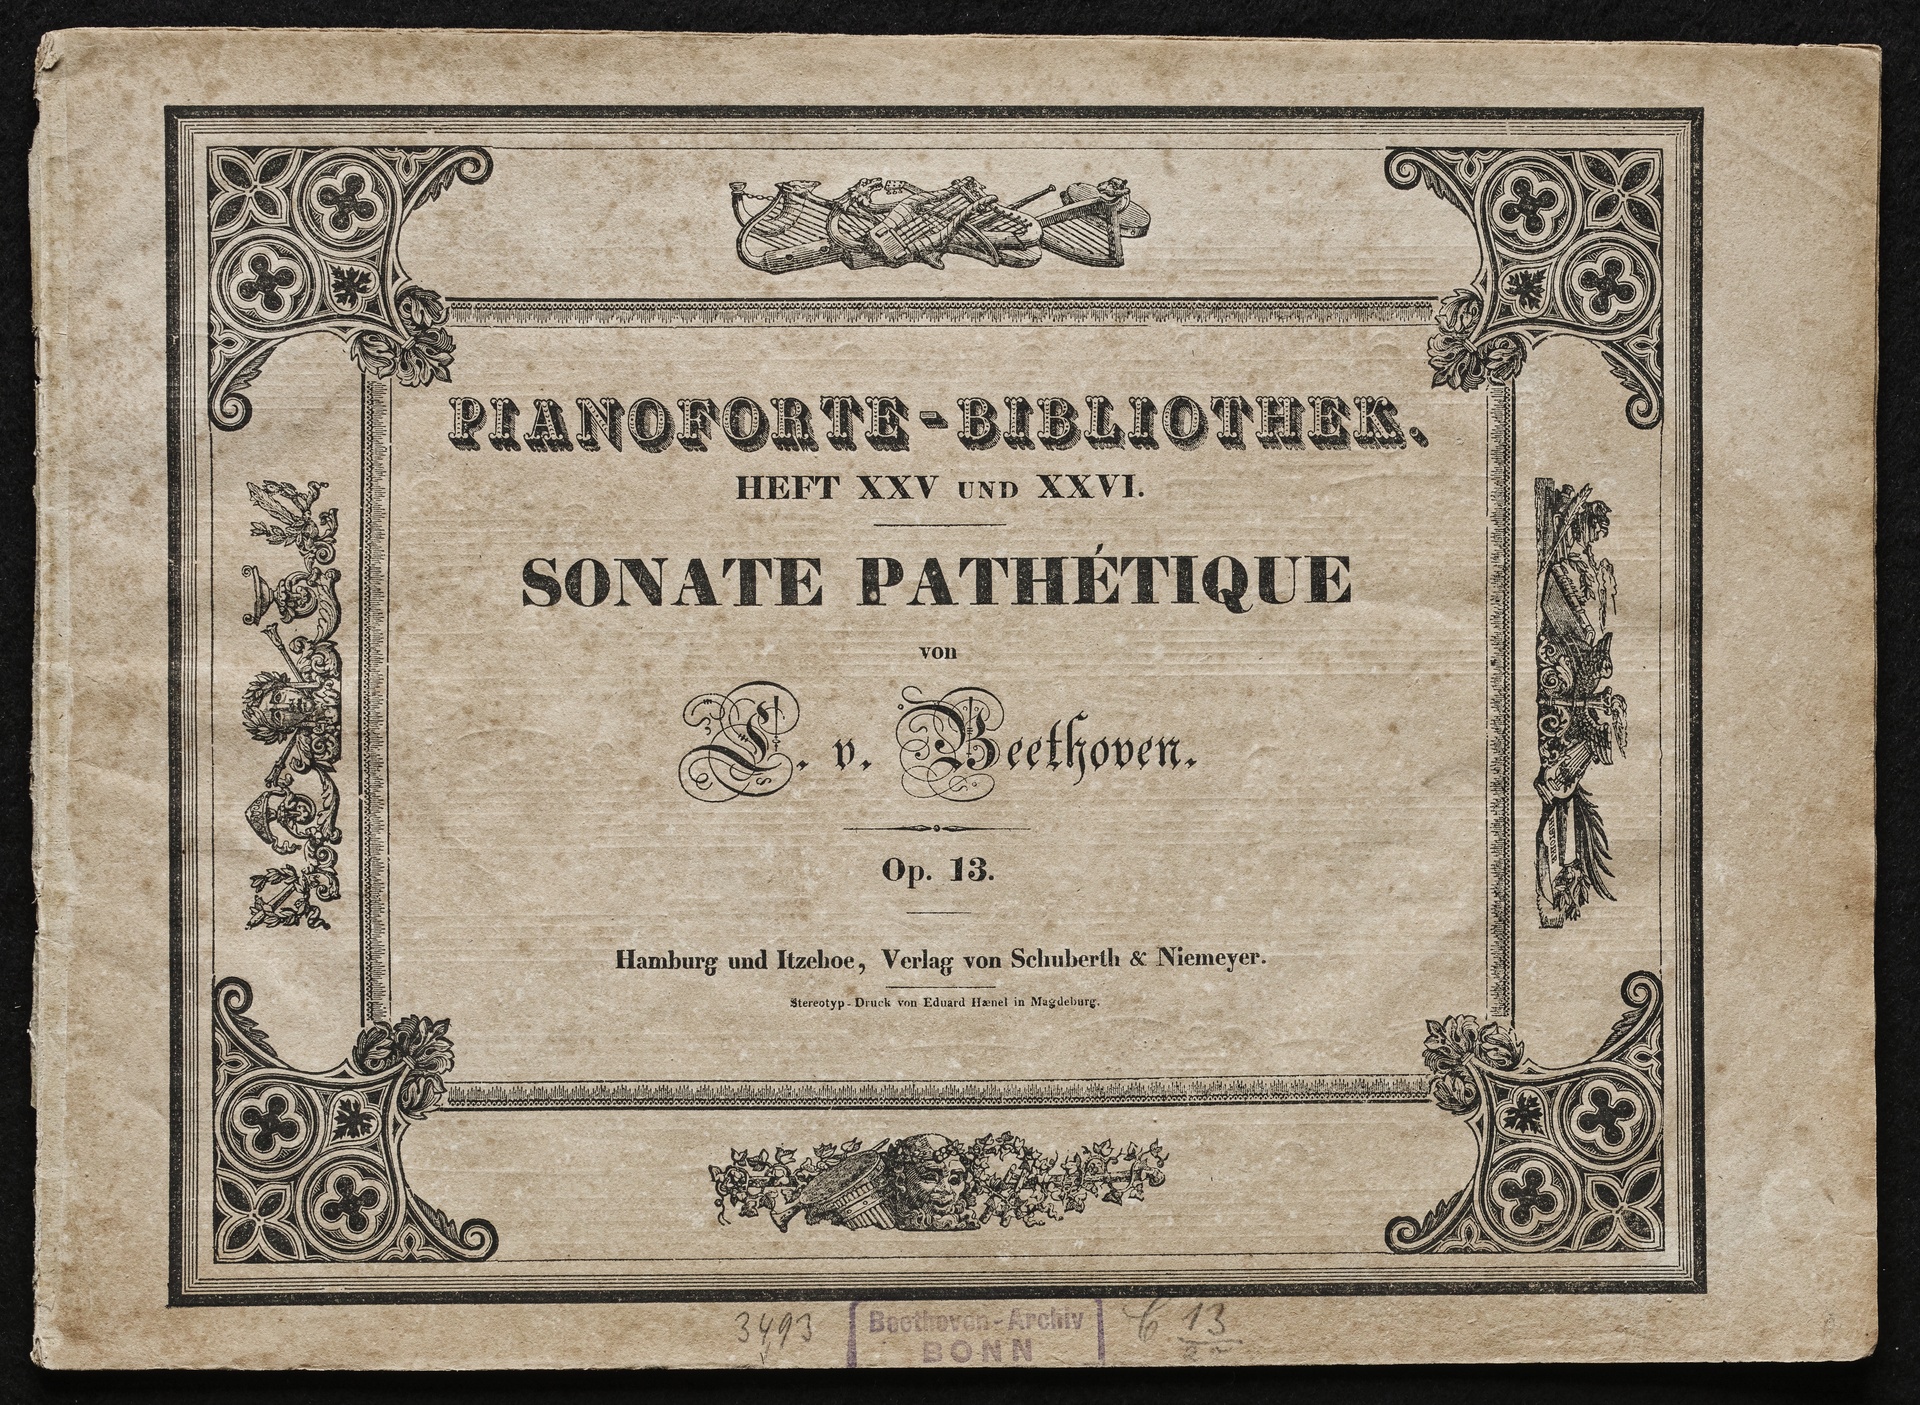 PIANOFORTE-BIBLIOTHEK.
HEFT XXV UND XXVI.
SONATE PATHÉTIQUE
von
L. v. Beethoven.
Op. 13.
Hamburg und Itzehoe, Verlag von Schuberth & Niemeyer.
Stereotyp-Druck von Eduard Hænel in Magdeburg.
3493
Beethoven-Archiv
BONN
C 13